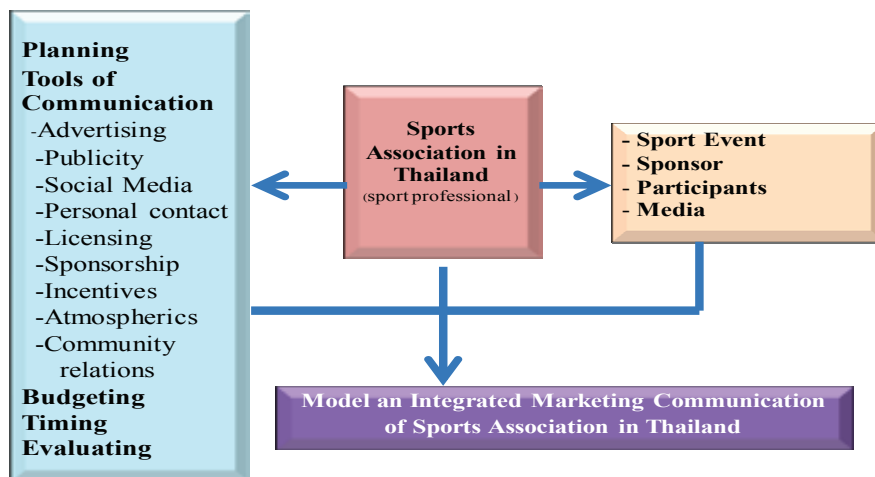 Planning
Tools of
Communication
-Advertising
-Publicity
-Social Media
-Personal contact
-Licensing
-Sponsorship
-Incentives
-Atmospherics
-Community
relations
Budgeting
Timing
Evaluating
Sports
Association in
Thailand
(sport professional)
- Sport Event
- Sponsor
- Participants
- Media
Model an Integrated Marketing Communication
of Sports Association in Thailand